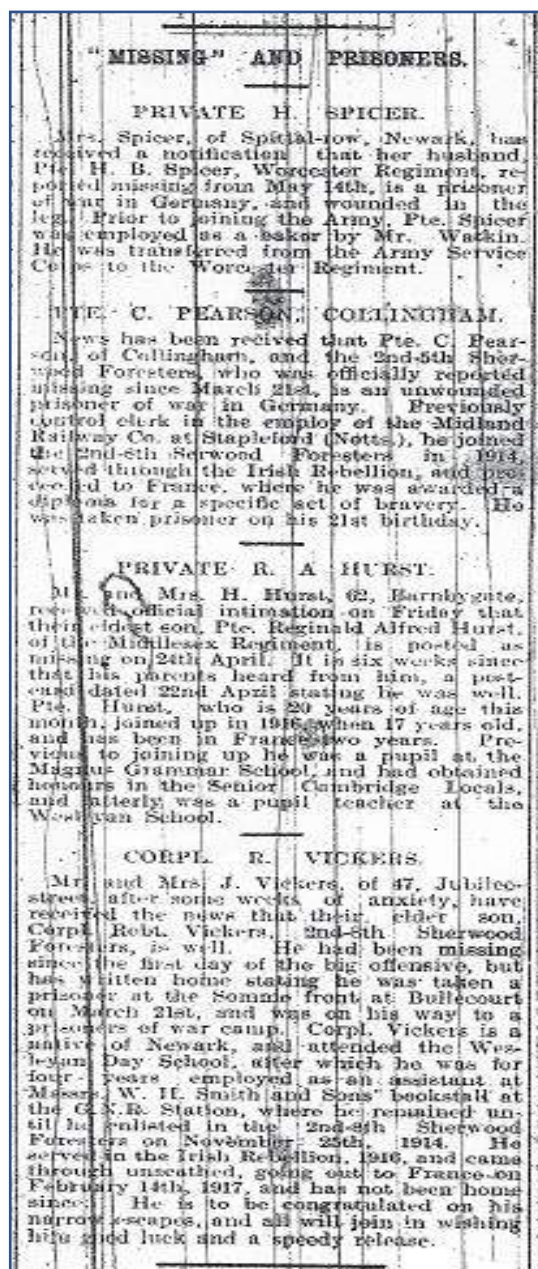 "MISSING" AND PRISONERS.
PRIVATE H. SPICER.
Mrs. Spicer, of Spittal-row, Newark, has
received a notification that her husband,
Pte. H. B. Spicer, Worcester Regiment, re-
ported missing from May 14th, is a prisoner
of war in Germany, and wounded in the
leg. Prior to joining the Army, Pte. Spicer
was employed as a baker by Mr. Watkin.
He was transferred from the Army Service
Corps to the Worcester Regiment.
PTE. C. PEARSON, COLLINGHAM.
News has been recived that Pte. C. Pear-
son, of Collingham, and the 2nd-5th Sher-
wood Foresters, who was officially reported
missing since March 21st, is an unwounded
prisoner of war in Germany. Previously
control clerk in the employ of the Midland
Railway Co. at Stapleford (Notts.), he joined
the 2nd-8th Serwood Foresters in 1914,
served through the Irish Rebellion, and pro-
ceeded to France, where he was awarded a
diploma for a specific act of bravery. He
was taken prisoner on his 21st birthday.
PRIVATE R. A HURST.
Mr. and Mrs. H. Hurst, 62, Barnbygate,
received official intimation on Friday that
their eldest son, Pte. Reginald Alfred Hurst,
of the Middlesex Regiment, is posted as
missing on 24th April. It is six weeks since
that his parents heard from him, a post-
card dated 22nd April stating he was well.
Pte. Hurst, who is 20 years of age this
month, joined up in 1916, when 17 years old,
and has been in France two years. Pre-
vious to joining up he was a pupil at the
Magnus Grammar School, and had obtained
honours in the Senior Cambridge Locals,
and latterly was a pupil teacher at the
Wesleyan School.
CORPL. R. VICKERS.
Mr. and Mrs. J. Vickers, of 47, Jubilee-
street, after some weeks of anxiety, have
received the news that their elder son,
Corpl. Robt. Vickers, 2nd-8th Sherwood
Foresters, is well. He had been missing
since the first day of the big offensive, but
has written home stating he was taken a
prisoner at the Somme front at Bullecourt
on March 21st, and was on his way to a
prisoners of war camp. Corpl. Vickers is a
native of Newark, and attended the Wes-
leyan Day School, after which he was for
four years employed as an assistant at
Messrs. W. H. Smith and Sons' bookstall at
the G.N.R. Station, where he remained un-
til he enlisted in the 2nd-8th Sherwood
Foresters on November 25th, 1914. He
served in the Irish Rebellion, 1916, and came
through unscathed, going out to France on
February 14th, 1917, and has not been home
since. He is to be congratulated on his
narrow escapes, and all will join in wishing
him good luck and a speedy release.